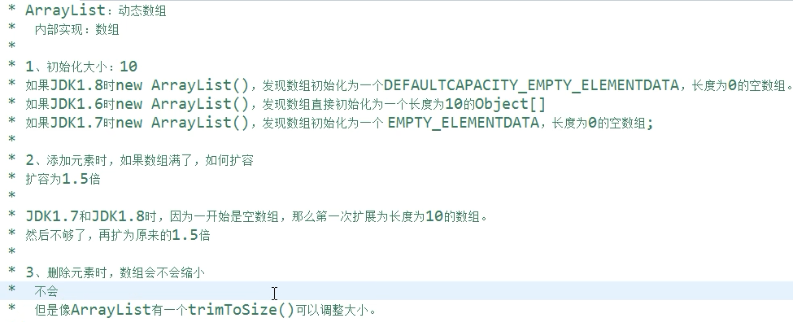 * ArrayList：动态数组
*   内部实现：数组
*
* 1、初始化大小：10
* 如果JDK1.8时new ArrayList()，发现数组初始化为一个DEFAULTCAPACITY_EMPTY_ELEMENTDATA，长度为0的空数组。
* 如果JDK1.6时new ArrayList()，发现数组直接初始化为一个长度为10的Object[]
* 如果JDK1.7时new ArrayList()，发现数组初始化为一个 EMPTY_ELEMENTDATA，长度为0的空数组;
*
* 2、添加元素时，如果数组满了，如何扩容
* 扩容为1.5倍
*
* JDK1.7和JDK1.8时，因为一开始是空数组，那么第一次扩展为长度为10的数组。
* 然后不够了，再扩为原来的1.5倍
*
* 3、删除元素时，数组会不会缩小
*   不会
*   但是像ArrayList有一个trimToSize()可以调整大小。